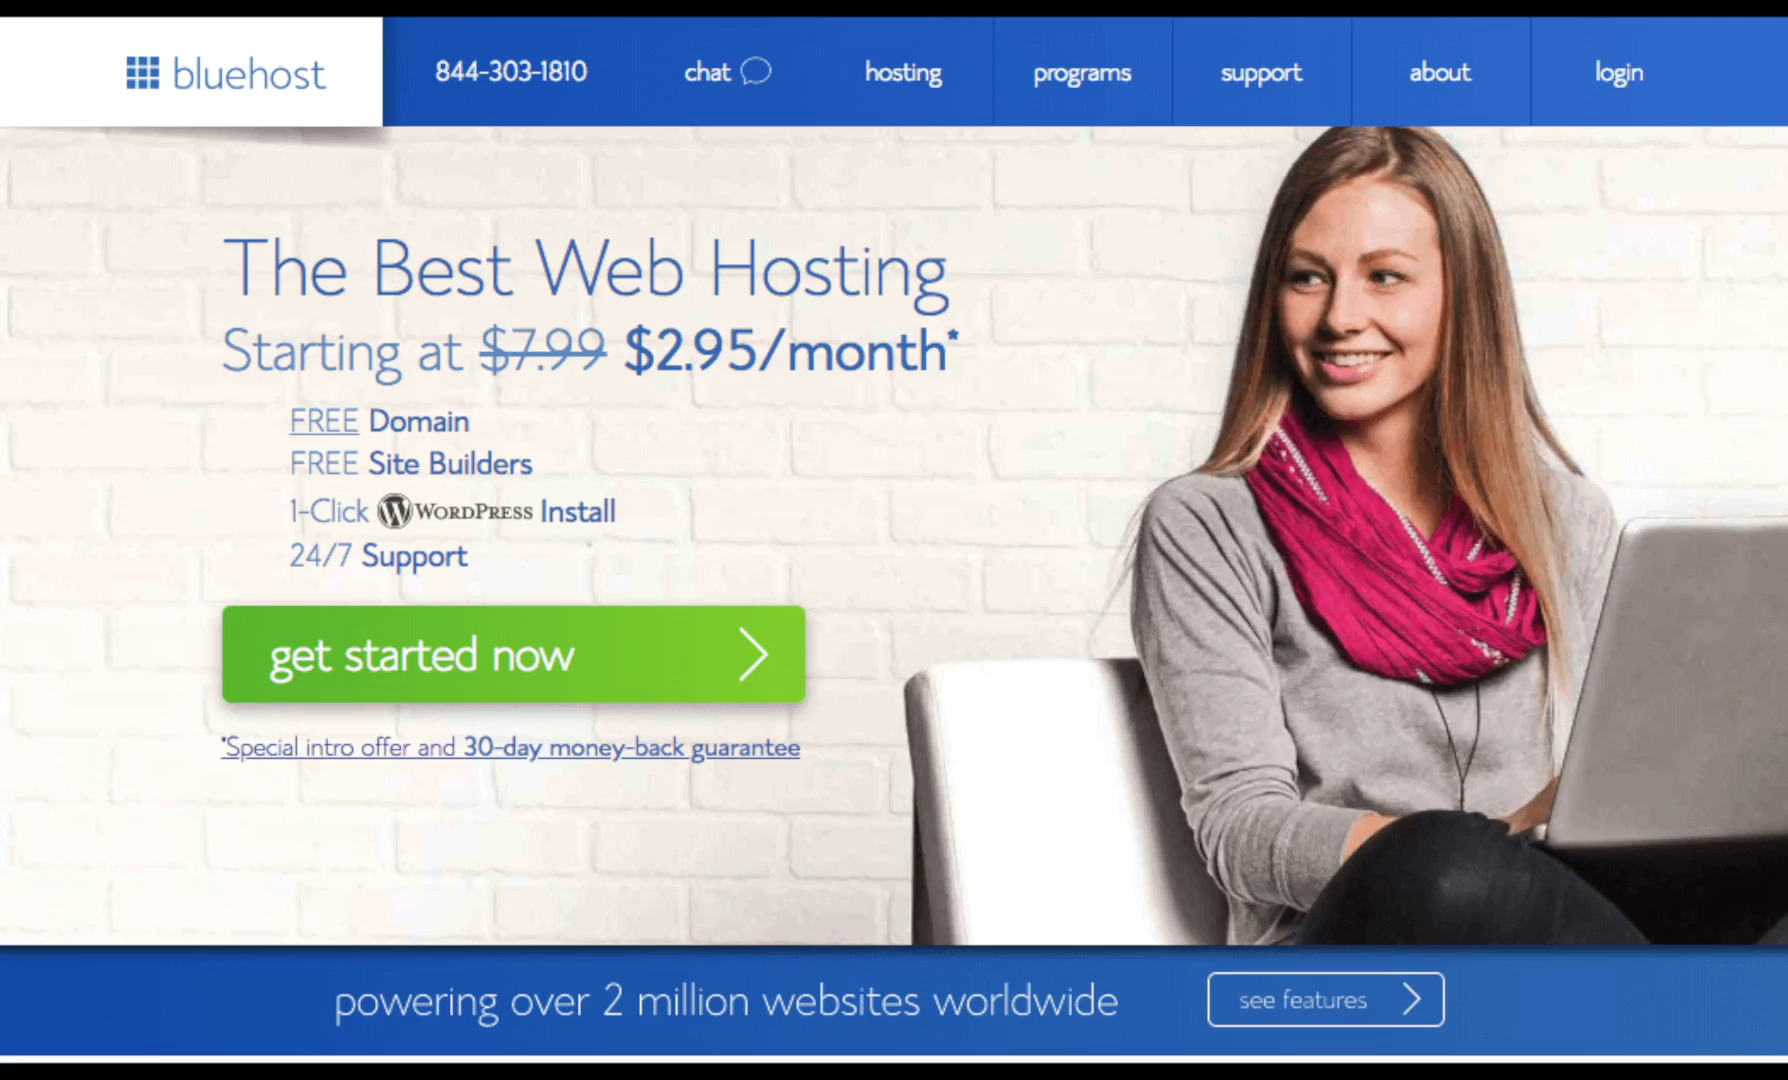 bluehost
844-303-1810
chat
hosting
programs
support
about
login
The Best Web Hosting
Starting at $7.99 $2.95/month*
FREE Domain
FREE Site Builders
1-Click WORDPRESS Install
24/7 Support
get started now
*Special intro offer and 30-day money-back guarantee
powering over 2 million websites worldwide
see features